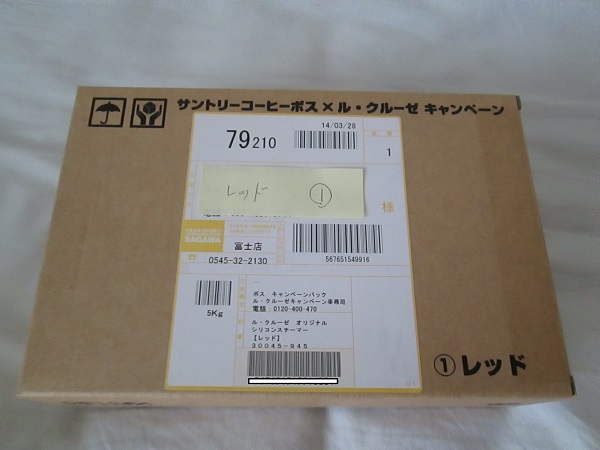 サントリーコーヒーボス×ル・クルーゼ キャンペーン
14/03/28
79210
1
レッド ①
様
SAGAWA
富士店
0545-32-2130
567651549916
5Kg
ボス キャンペーンパック
ル・クルーゼキャンペーン事務局
電話:0120-400-470
ル・クルーゼ オリジナル
シリコンスチーマー
【レッド】
30045-945
①レッド